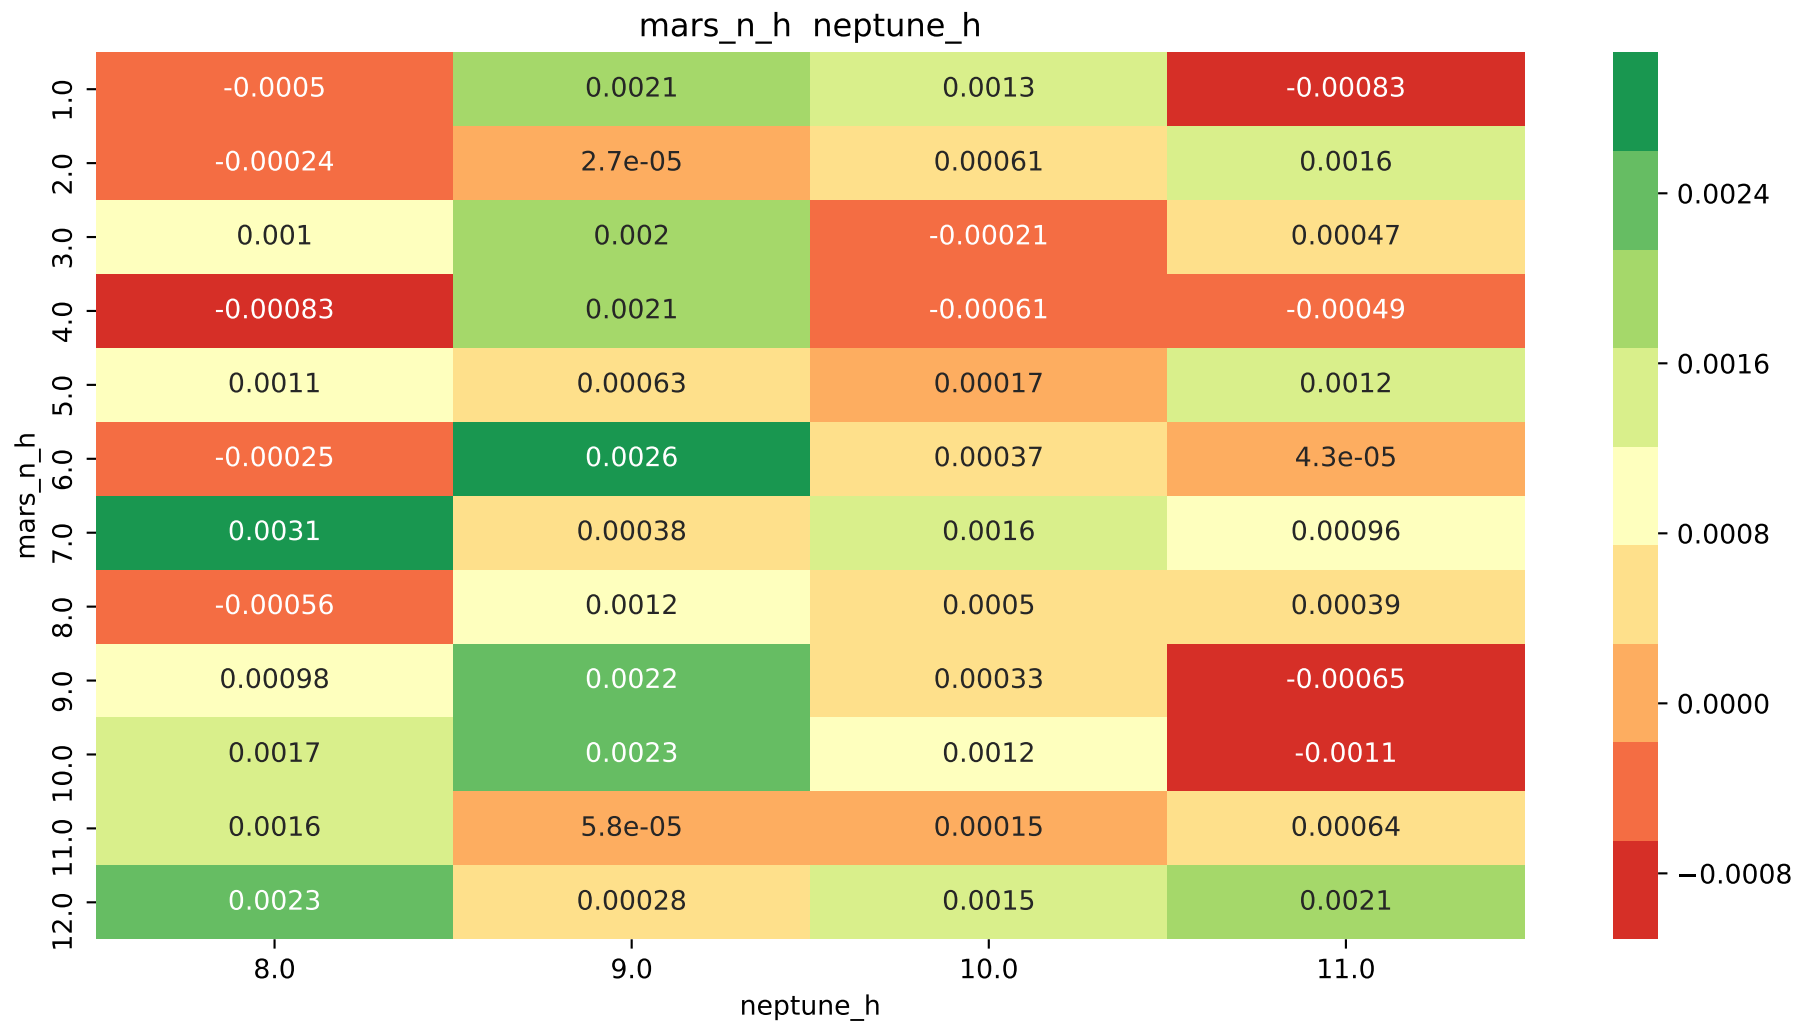 mars_n_h  neptune_h
1.0 -0.0005 0.0021 0.0013 -0.00083
2.0 -0.00024 2.7e-05 0.00061 0.0016 0.0024
3.0 0.001 0.002 -0.00021 0.00047
4.0 -0.00083 0.0021 -0.00061 -0.00049
5.0 0.0011 0.00063 0.00017 0.0012 0.0016
6.0 -0.00025 0.0026 0.00037 4.3e-05
mars_n_h
7.0 0.0031 0.00038 0.0016 0.00096 0.0008
8.0 -0.00056 0.0012 0.0005 0.00039
9.0 0.00098 0.0022 0.00033 -0.00065 0.0000
10.0 0.0017 0.0023 0.0012 -0.0011
11.0 0.0016 5.8e-05 0.00015 0.00064
12.0 0.0023 0.00028 0.0015 0.0021 −0.0008
8.0 9.0 10.0 11.0
neptune_h